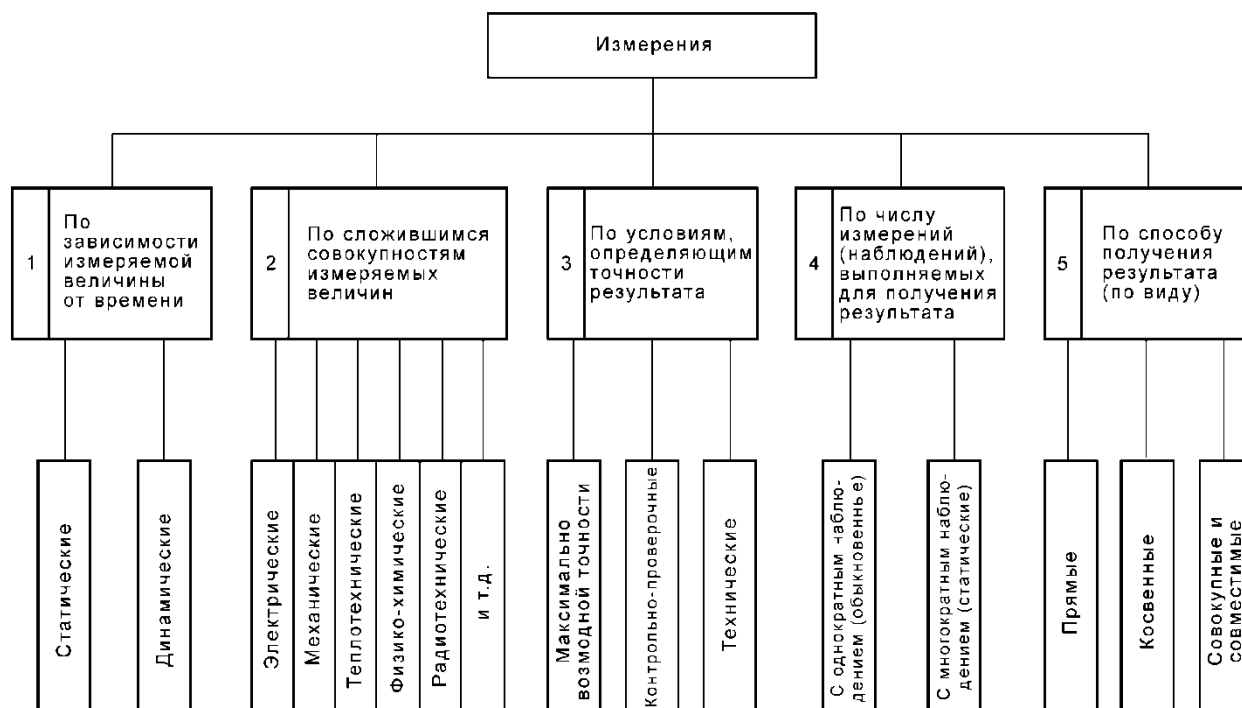 Измерения
1
По
зависимости
измеряемой
величины
от времени
2
По сложившимся
совокупностям
измеряемых
величин
3
По условиям,
определяющим
точности
результата
4
По числу
измерений
(наблюдений),
выполняемых
для получения
результата
5
По способу
получения
результата
(по виду)
Статические
Динамические
Электрические
Механические
Теплотехнические
Физико-химические
Радиотехнические
и т.д.
Максимально
возмодной точности
Контрольно-проверочные
Технические
С однократным наблю-
дением (обыкновенные)
С многократным наблю-
дением (статические)
Прямые
Косвенные
Совокупные и
совместимые